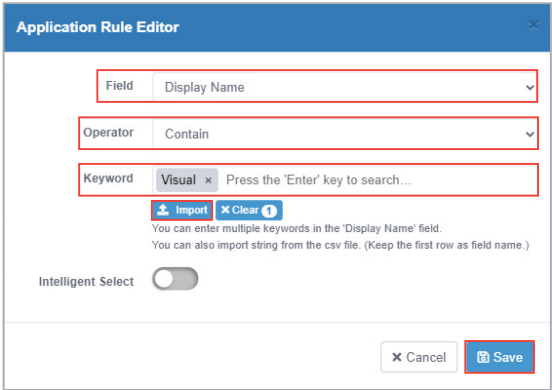 Application Rule Editor ×
Field Display Name
Operator Contain
Keyword Visual × Press the 'Enter' key to search...
Import × Clear 1
You can enter multiple keywords in the 'Display Name' field.
You can also import string from the csv file. (Keep the first row as field name.)
Intelligent Select
× Cancel Save